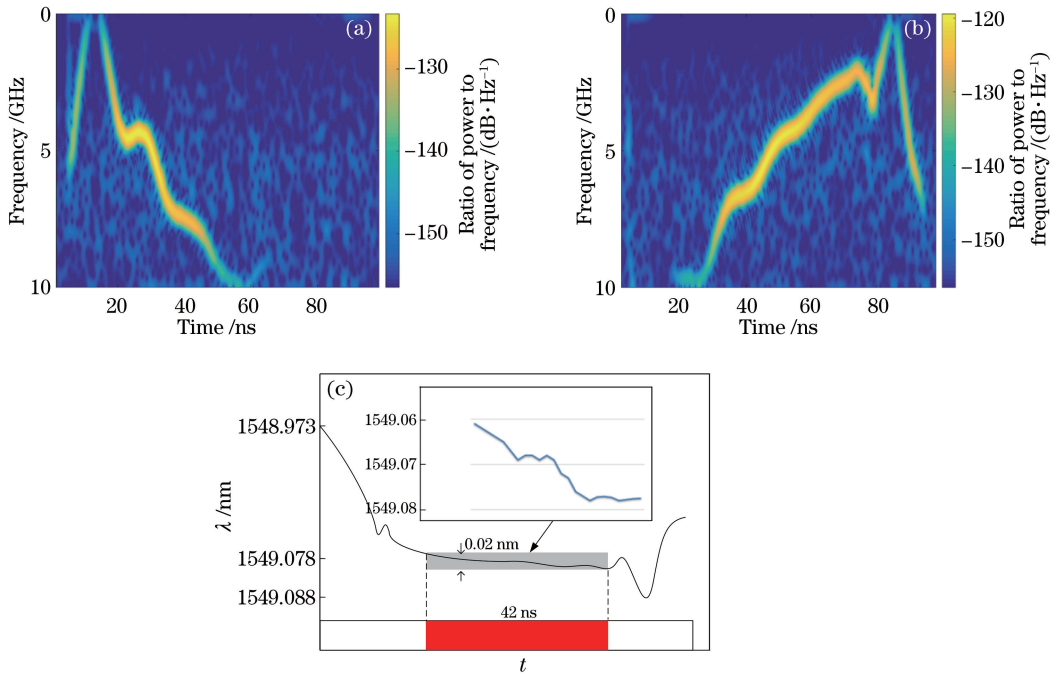 (a)
0
5
10
Frequency /GHz
20 40 60 80
Time /ns
−130
−140
−150
Ratio of power to
frequency /(dB·Hz⁻¹)
(b)
0
5
10
Frequency /GHz
20 40 60 80
Time /ns
−120
−130
−140
−150
Ratio of power to
frequency /(dB·Hz⁻¹)
(c)
1548.973
1549.078
1549.088
λ /nm
1549.06
1549.07
1549.08
0.02 nm
42 ns
t